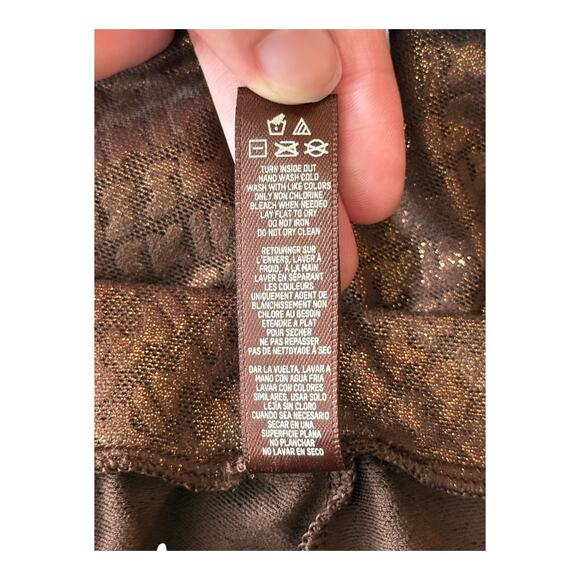 TURN INSIDE OUT
HAND WASH COLD
WASH WITH LIKE COLORS
ONLY NON CHLORINE
BLEACH WHEN NEEDED
LAY FLAT TO DRY
DO NOT IRON
DO NOT DRY CLEAN
RETOURNER SUR
L'ENVERS, LAVER À
FROID, À LA MAIN
LAVER EN SÉPARANT
LES COULEURS
UNIQUEMENT AGENT DE
BLANCHISSEMENT NON
CHLORE AU BESOIN
ETENDRE A PLAT
POUR SÉCHER
NE PAS REPASSER
PAS DE NETTOYAGE À SEC
DAR LA VUELTA, LAVAR A
MANO CON AGUA FRIA
LAVAR CON COLORES
SIMILARES, USAR SOLO
LEJÍA SIN CLORO
CUANDO SEA NECESARIO
SECAR EN UNA
SUPERFICIE PLANA
NO PLANCHAR
NO LAVAR EN SECO